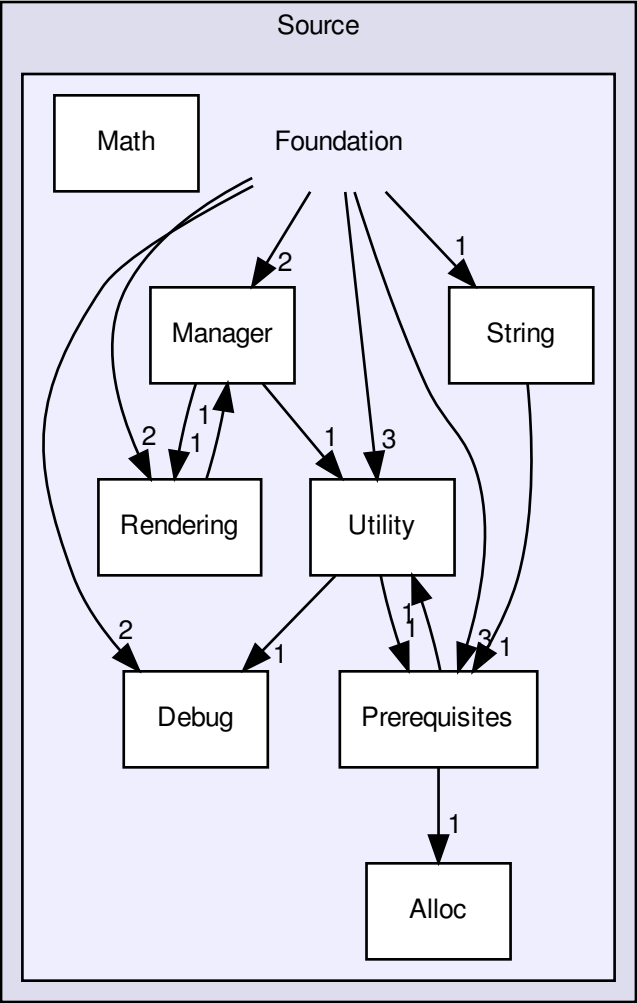 Source
Math
Foundation
1
2
Manager
String
2
1
1
1
3
Rendering
Utility
2
1
1
1
3
1
Debug
Prerequisites
1
Alloc